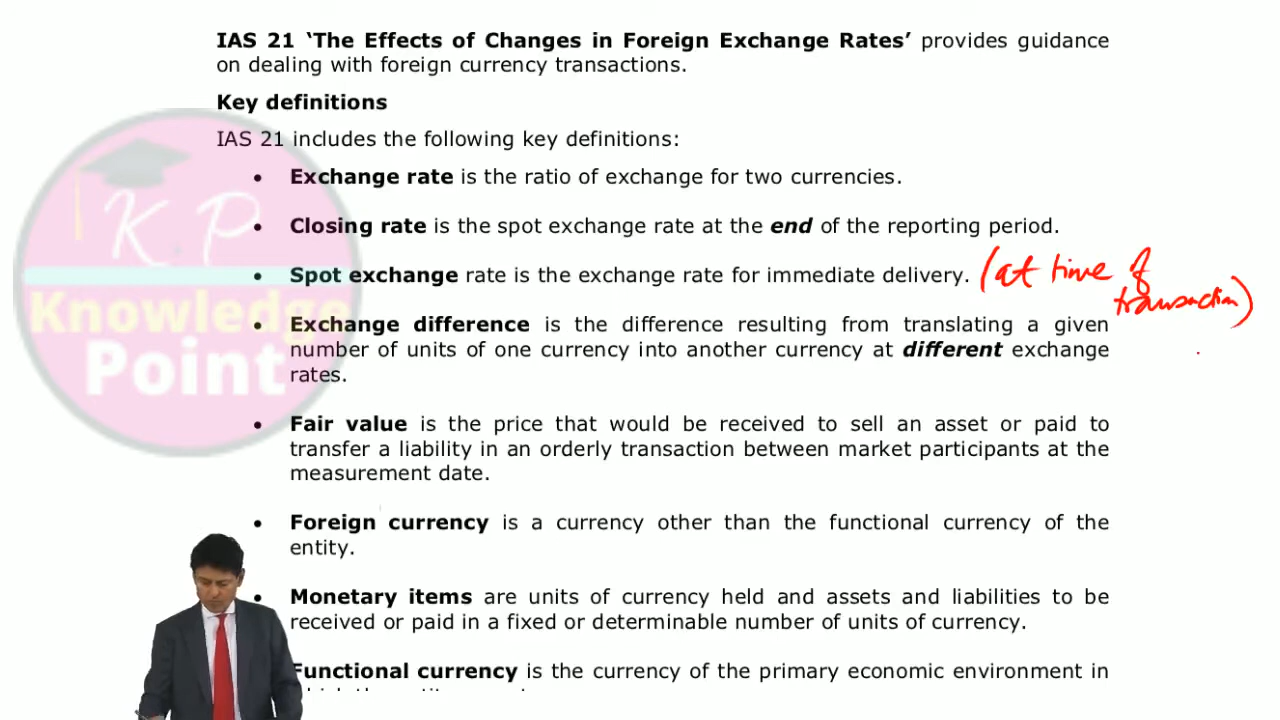 IAS 21 ‘The Effects of Changes in Foreign Exchange Rates’ provides guidance
on dealing with foreign currency transactions.
Key definitions
IAS 21 includes the following key definitions:
• Exchange rate is the ratio of exchange for two currencies.
• Closing rate is the spot exchange rate at the end of the reporting period.
• Spot exchange rate is the exchange rate for immediate delivery. (at time of
transaction)
• Exchange difference is the difference resulting from translating a given
number of units of one currency into another currency at different exchange
rates.
• Fair value is the price that would be received to sell an asset or paid to
transfer a liability in an orderly transaction between market participants at the
measurement date.
• Foreign currency is a currency other than the functional currency of the
entity.
• Monetary items are units of currency held and assets and liabilities to be
received or paid in a fixed or determinable number of units of currency.
Functional currency is the currency of the primary economic environment in
K P
Knowledge
Point